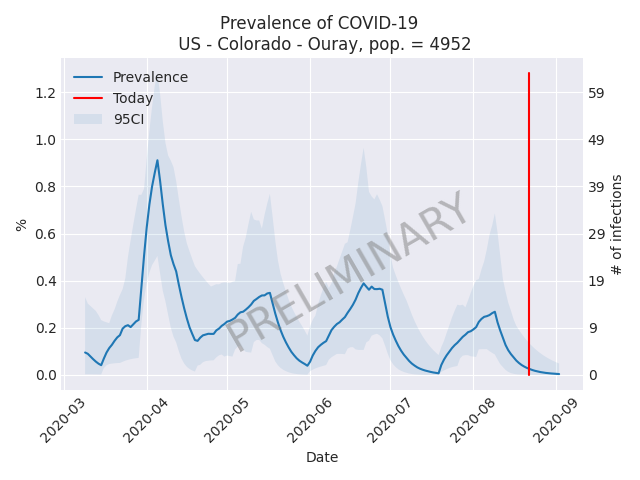 Prevalence of COVID-19
US - Colorado - Ouray, pop. = 4952
Prevalence
Today
95CI
1.2
1.0
0.8
0.6
0.4
0.2
0.0
%
59
49
39
29
19
9
0
# of infections
PRELIMINARY
2020-03
2020-04
2020-05
2020-06
2020-07
2020-08
2020-09
Date